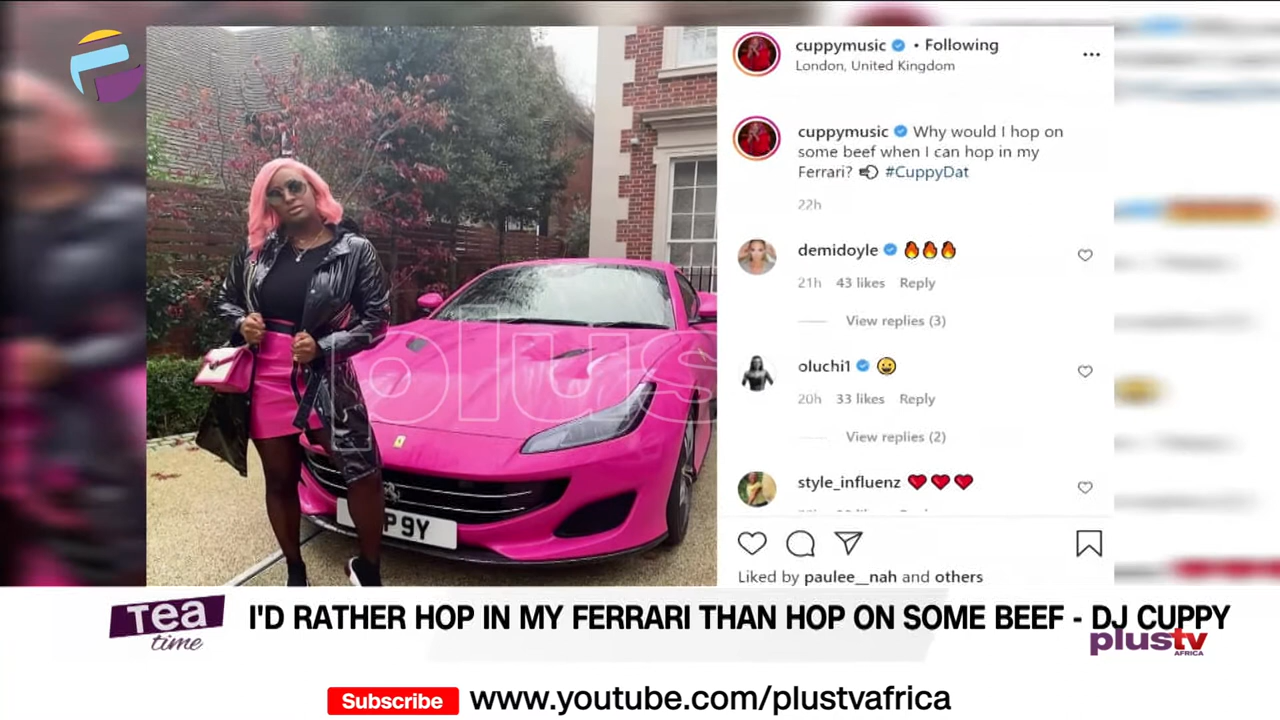 cuppymusic • Following
London, United Kingdom
cuppymusic Why would I hop on
some beef when I can hop in my
Ferrari? #CuppyDat
22h
demidoyle
21h 43 likes Reply
View replies (3)
oluchi1
20h 33 likes Reply
View replies (2)
style_influenz
Liked by paulee__nah and others
plus
P 9Y
Tea
time
I'D RATHER HOP IN MY FERRARI THAN HOP ON SOME BEEF - DJ CUPPY
plustv
AFRICA
Subscribe www.youtube.com/plustvafrica